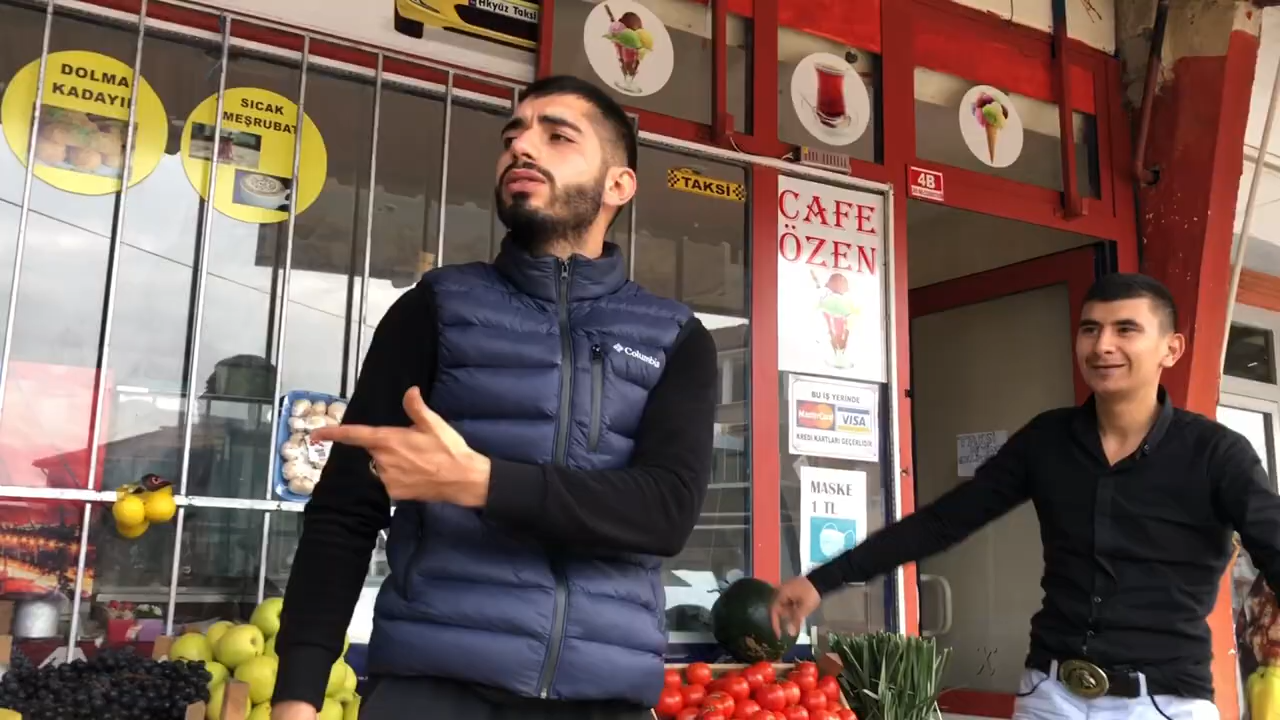 Akyüz Taksi
DOLMA
KADAYIF
SICAK
MEŞRUBAT
TAKSİ
CAFE
ÖZEN
4B
Columbia
BU İŞ YERİNDE
MasterCard
VISA
KREDİ KARTLARI GEÇERLİDİR
MASKE
1 TL